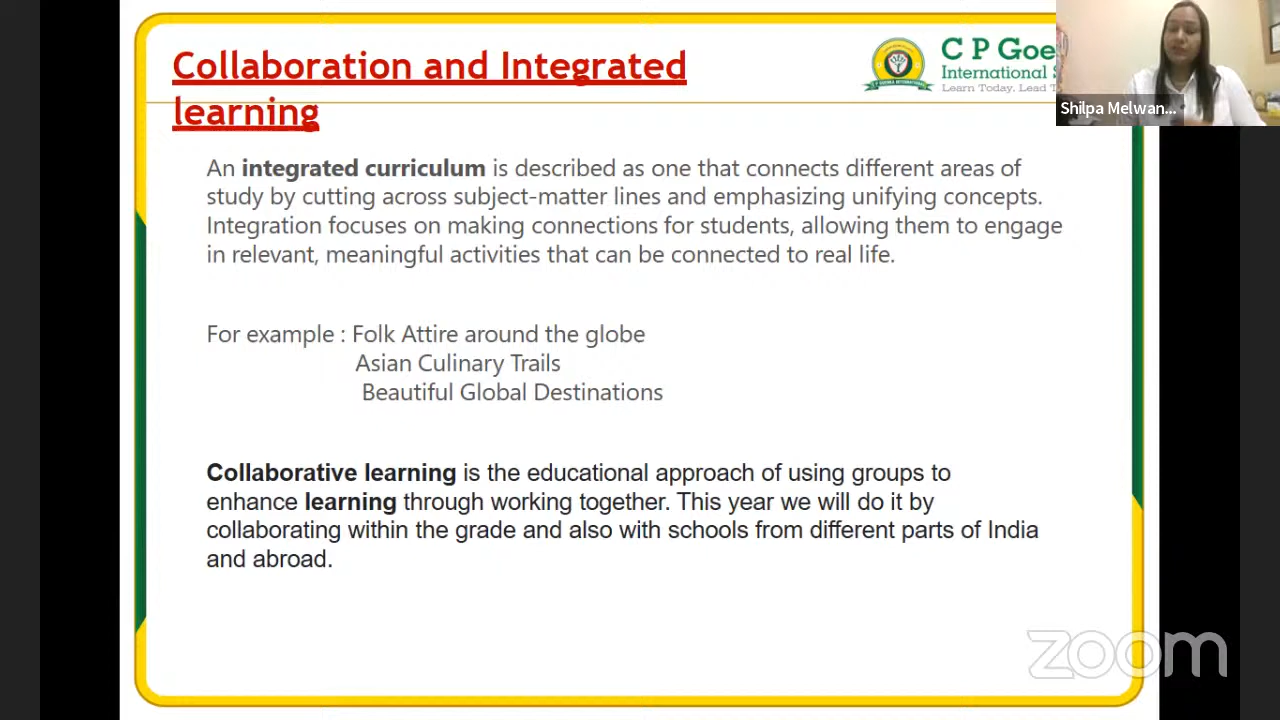 Collaboration and Integrated
learning
C P Goe
International S
Learn Today. Lead T
Shilpa Melwan...
An integrated curriculum is described as one that connects different areas of
study by cutting across subject-matter lines and emphasizing unifying concepts.
Integration focuses on making connections for students, allowing them to engage
in relevant, meaningful activities that can be connected to real life.
For example : Folk Attire around the globe
Asian Culinary Trails
Beautiful Global Destinations
Collaborative learning is the educational approach of using groups to
enhance learning through working together. This year we will do it by
collaborating within the grade and also with schools from different parts of India
and abroad.
zoom